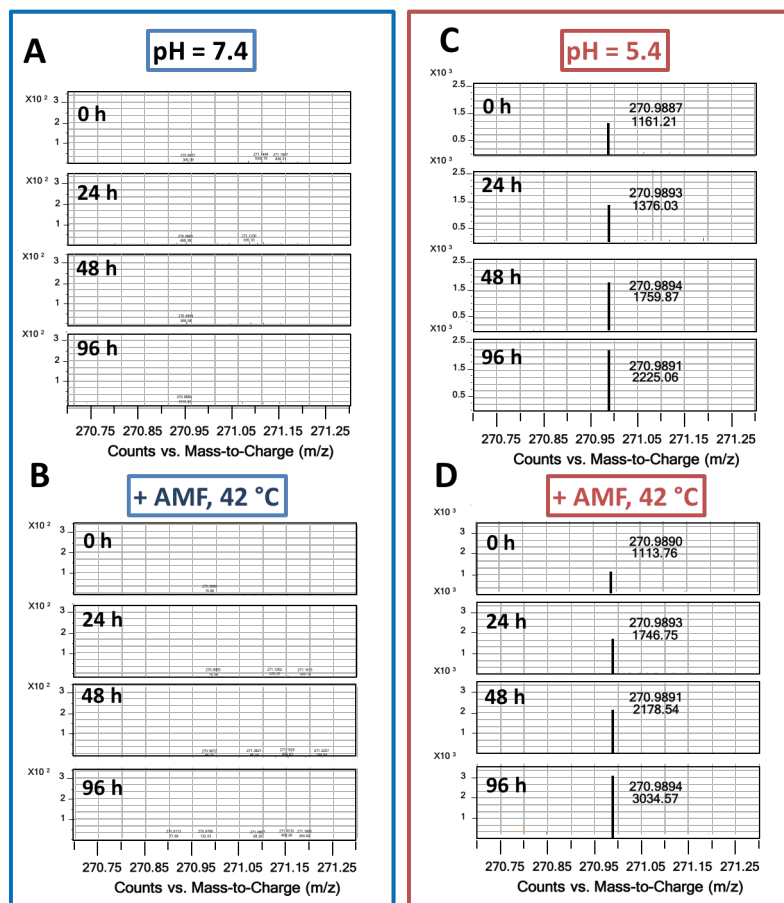 A
pH = 7.4
X10 2
3
2
1
0 h
X10 2
3
2
1
24 h
X10 2
3
2
1
48 h
X10 2
3
2
1
96 h
270.75 270.85 270.95 271.05 271.15 271.25
Counts vs. Mass-to-Charge (m/z)
B
+ AMF, 42 °C
X10 2
3
2
1
0 h
X10 2
3
2
1
24 h
X10 2
3
2
1
48 h
X10 2
3
2
1
96 h
270.75 270.85 270.95 271.05 271.15 271.25
Counts vs. Mass-to-Charge (m/z)
C
pH = 5.4
X10 3
2.5
1.5
0.5
0 h
270.9887
1161.21
X10 3
2.5
1.5
0.5
24 h
270.9893
1376.03
X10 3
2.5
1.5
0.5
48 h
270.9894
1759.87
X10 3
2.5
1.5
0.5
96 h
270.9891
2225.06
270.75 270.85 270.95 271.05 271.15 271.25
Counts vs. Mass-to-Charge (m/z)
D
+ AMF, 42 °C
X10 3
3
2
1
0 h
270.9890
1113.76
X10 3
3
2
1
24 h
270.9893
1746.75
X10 3
3
2
1
48 h
270.9891
2178.54
X10 3
3
2
1
96 h
270.9894
3034.57
270.75 270.85 270.95 271.05 271.15 271.25
Counts vs. Mass-to-Charge (m/z)